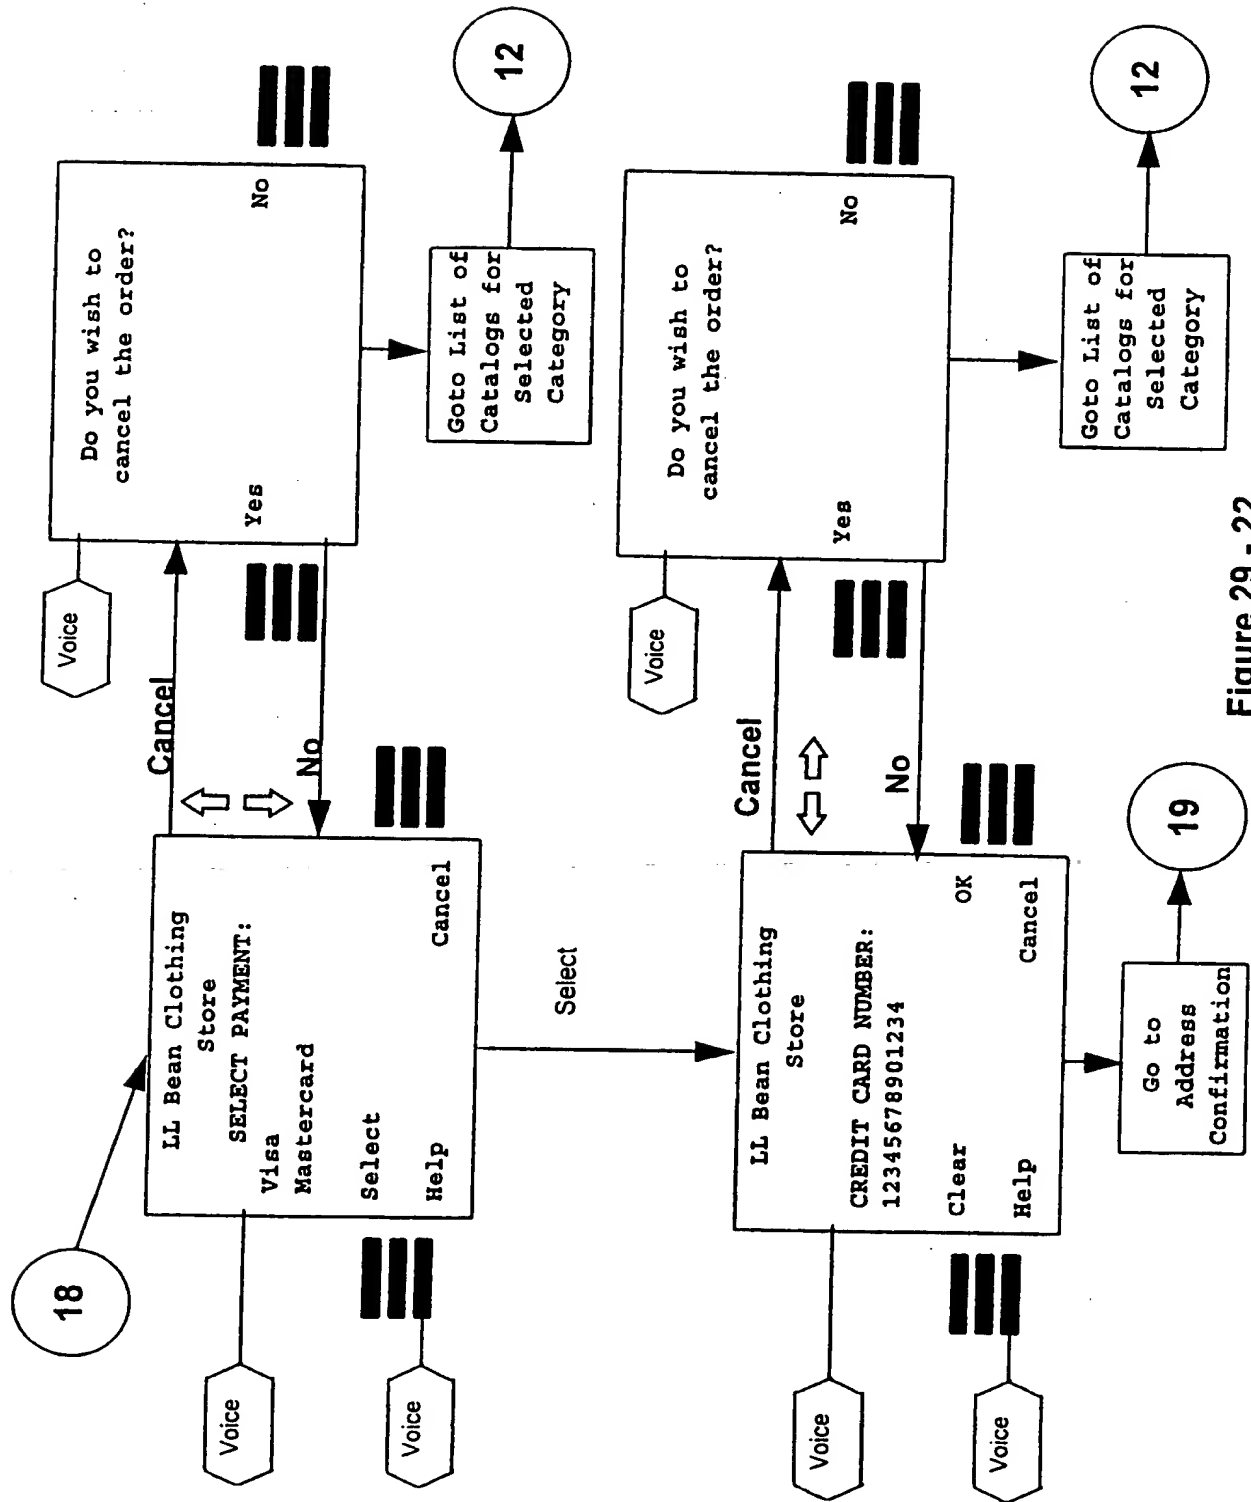 18
LL Bean Clothing
Store
SELECT PAYMENT:
Visa
Mastercard
Select
Help
Cancel
Voice
Voice
Cancel
No
Voice
Do you wish to
cancel the order?
Yes
No
Goto List of
Catalogs for
Selected
Category
12
Select
LL Bean Clothing
Store
CREDIT CARD NUMBER:
12345678901234
Clear
OK
Help
Cancel
Voice
Voice
Cancel
No
Voice
Do you wish to
cancel the order?
Yes
No
Goto List of
Catalogs for
Selected
Category
12
Go to
Address
Confirmation
19
Figure 29 - 22